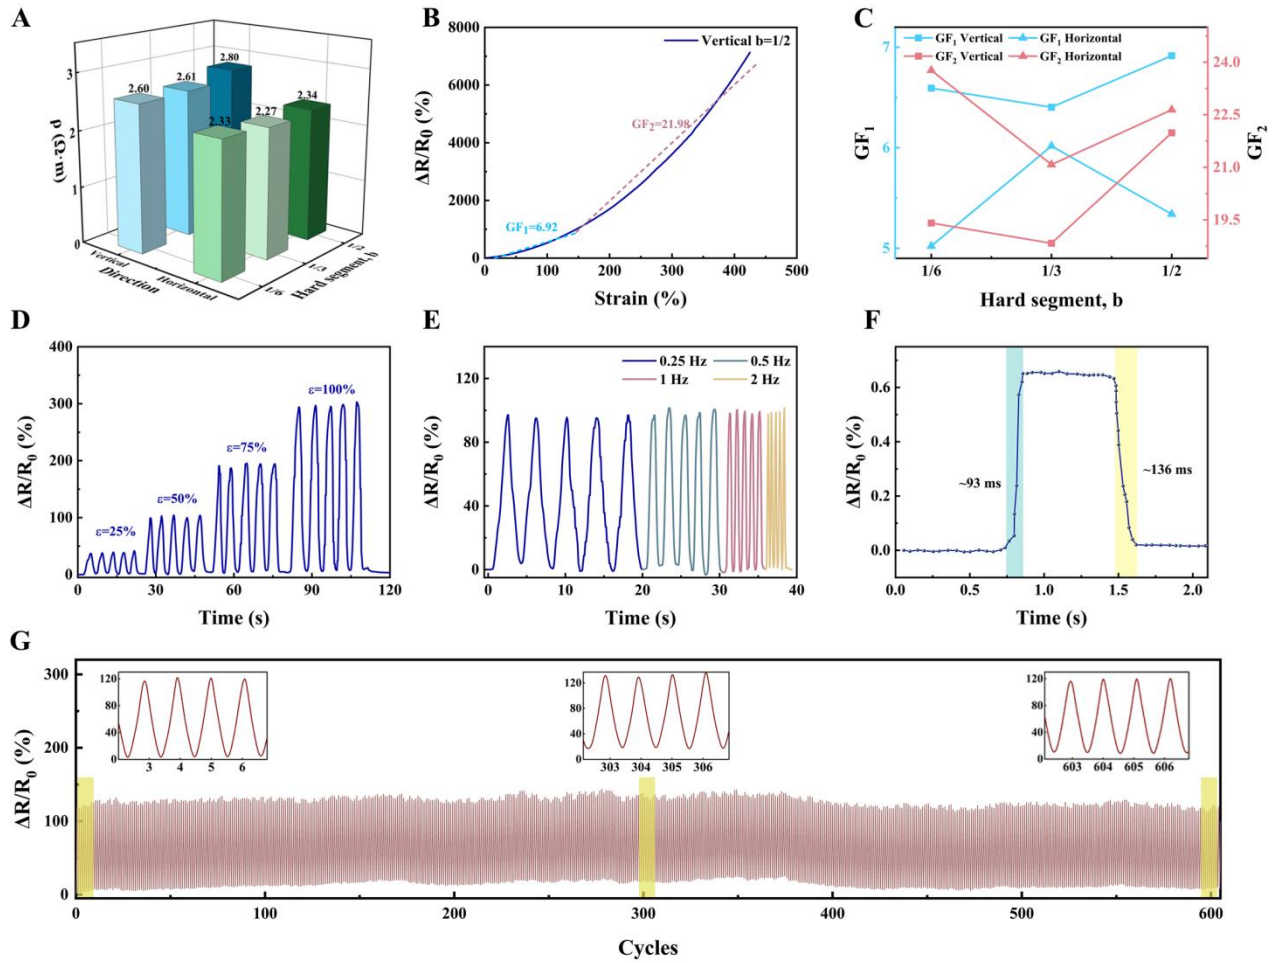 A
3
2
1
0
ρ (Ω·m)
2.60
2.61
2.80
2.33
2.27
2.34
Vertical
Horizontal
Direction
1/6
1/3
1/2
Hard segment, b
B
8000
6000
4000
2000
0
ΔR/R0 (%)
Vertical b=1/2
GF2=21.98
GF1=6.92
0 100 200 300 400 500
Strain (%)
C
GF1 Vertical GF1 Horizontal
GF2 Vertical GF2 Horizontal
7
6
5
GF1
24.0
22.5
21.0
19.5
GF2
1/6 1/3 1/2
Hard segment, b
D
400
300
200
100
0
ΔR/R0 (%)
ε=25%
ε=50%
ε=75%
ε=100%
0 30 60 90 120
Time (s)
E
0.25 Hz 0.5 Hz
1 Hz 2 Hz
120
80
40
0
ΔR/R0 (%)
0 10 20 30 40
Time (s)
F
0.6
0.4
0.2
0.0
ΔR/R0 (%)
~93 ms
~136 ms
0.0 0.5 1.0 1.5 2.0
Time (s)
G
300
200
100
0
ΔR/R0 (%)
120
80
40
0
3 4 5 6
120
80
40
0
303 304 305 306
120
80
40
0
603 604 605 606
0 100 200 300 400 500 600
Cycles